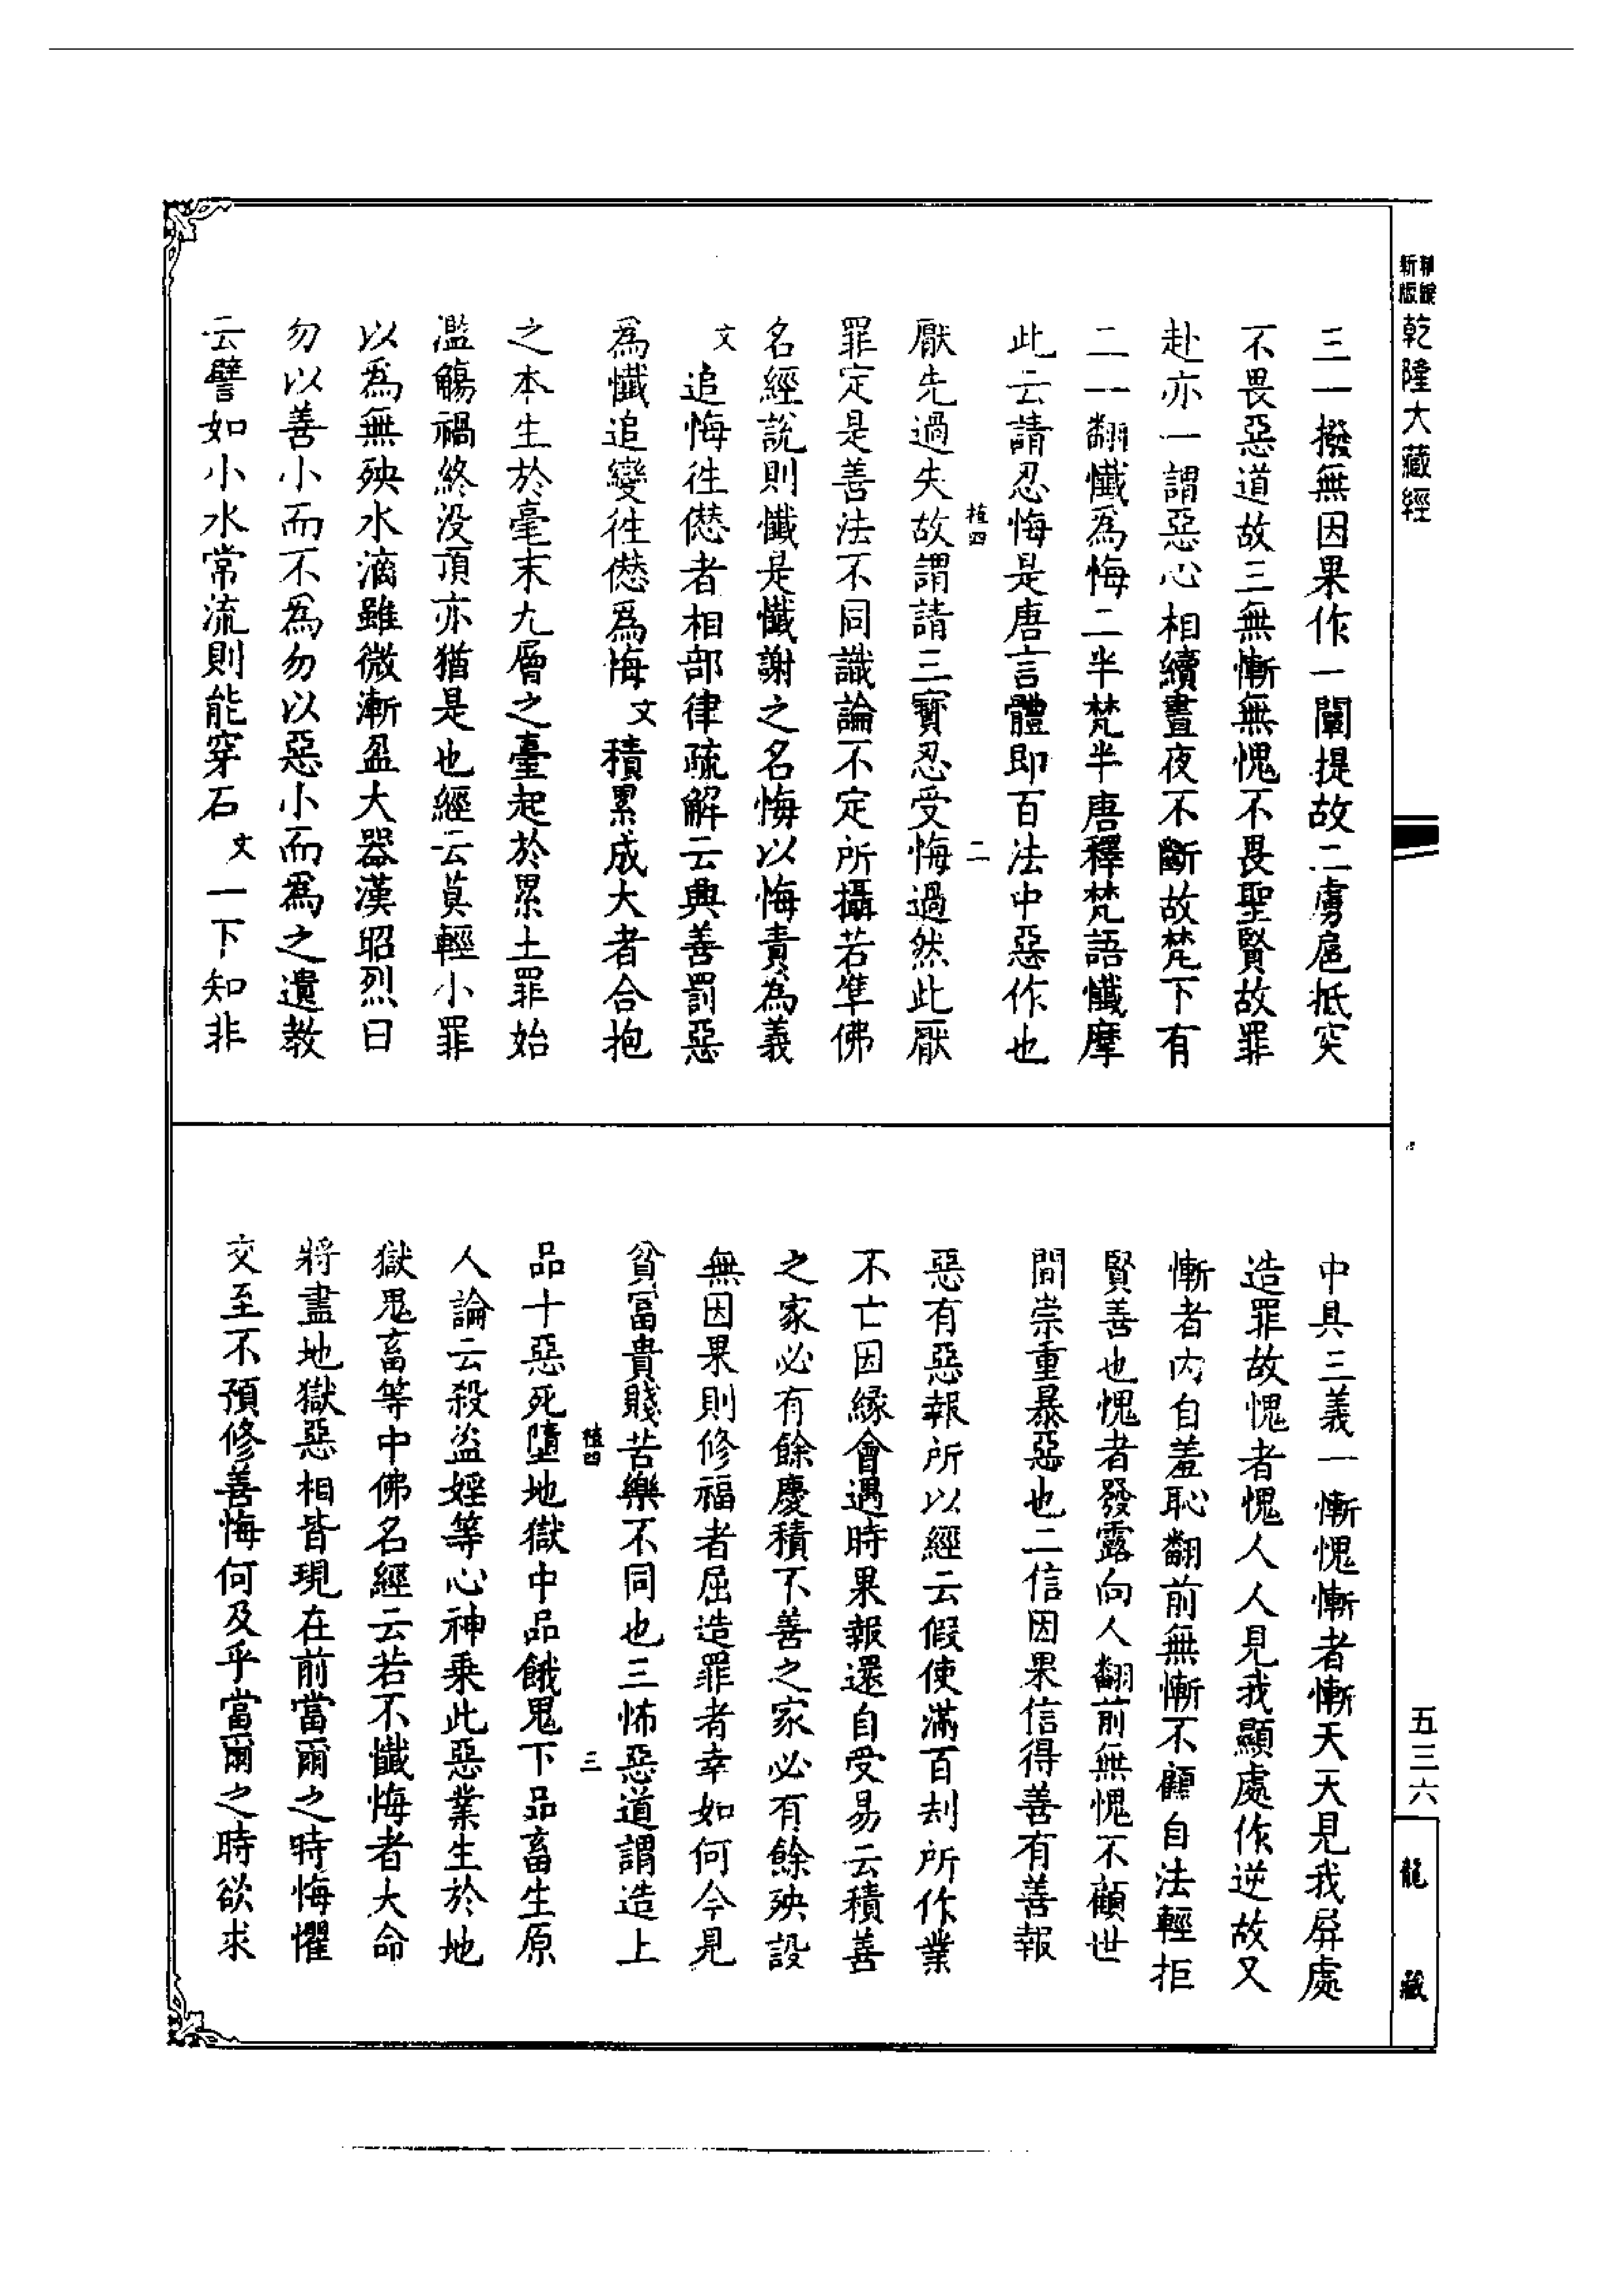 新編
新版
乾隆大藏經
三一撥無因果作一闡提故二虜扈抵突
不畏惡道故三無慚無愧不畏聖賢故罪
赴亦一謂惡心相續晝夜不斷故梵下有
二一翻懺為悔二半梵半唐釋梵語懺摩
此云請忍悔是唐言體即百法中惡作也
厭先過失故謂請三寶忍受悔過然此厭
植四
二
罪定是善法不同識論不定所攝若準佛
名經說則懺是懺謝之名悔以悔責為義
文追悔往僁者相部律疏解云典善罰惡
為懺追變往僁為悔文積累成大者合抱
之本生於毫末九層之臺起於累土罪始
濫觴禍終没頂亦猶是也經云莫輕小罪
以為無殃水滴雖微漸盈大器漢昭烈曰
勿以善小而不為勿以惡小而為之遺教
云譬如小水常流則能穿石文一下知非
中具三義一慚愧慚者慚天天見我屏處
造罪故愧者愧人人見我顯處作逆故又
慚者內自羞恥翻前無慚不顧自法輕拒
賢善也愧者發露向人翻前無愧不顧世
間崇重暴惡也二信因果信得善有善報
惡有惡報所以經云假使滿百刦所作業
不亡因緣會遇時果報還自受易云積善
之家必有餘慶積不善之家必有餘殃設
無因果則修福者屈造罪者幸如何今見
貧富貴賤苦樂不同也三怖惡道謂造上
植四
三
品十惡死墮地獄中品餓鬼下品畜生原
人論云殺盜婬等心神乘此惡業生於地
獄鬼畜等中佛名經云若不懺悔者大命
將盡地獄惡相皆現在前當爾之時悔懼
交至不預修善悔何及乎當爾之時欲求
五三六
龍藏